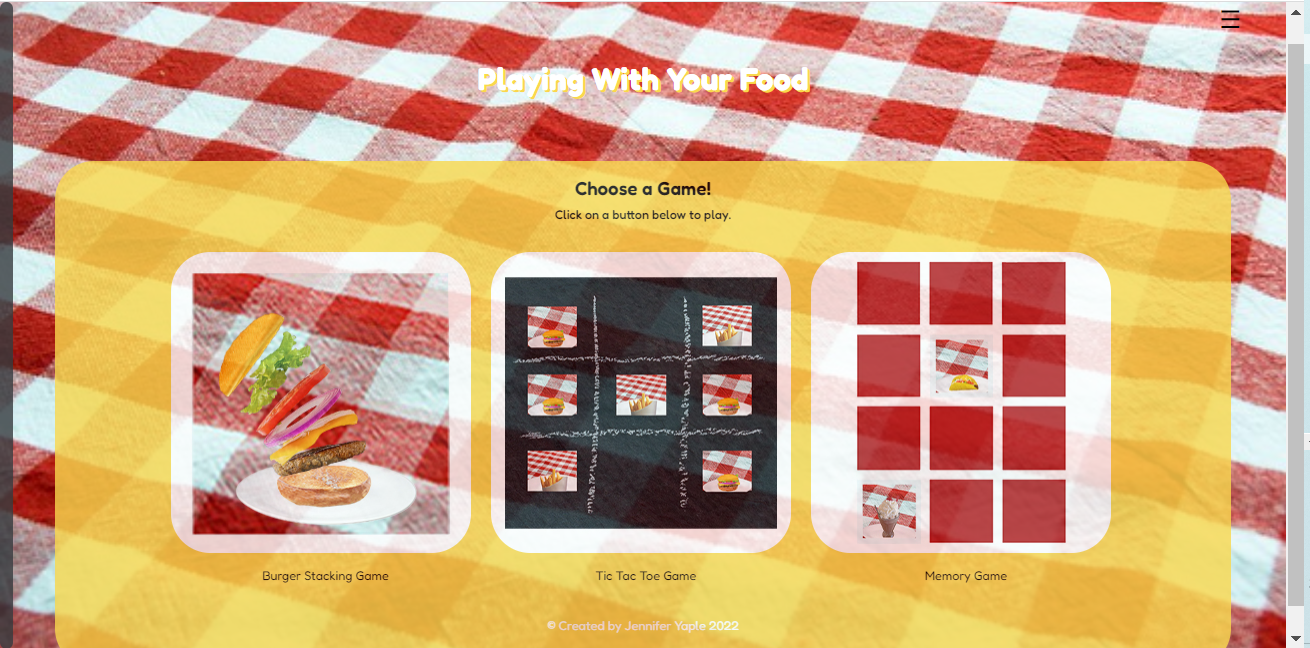 Playing With Your Food
Choose a Game!
Click on a button below to play.
Burger Stacking Game
Tic Tac Toe Game
Memory Game
© Created by Jennifer Yaple 2022